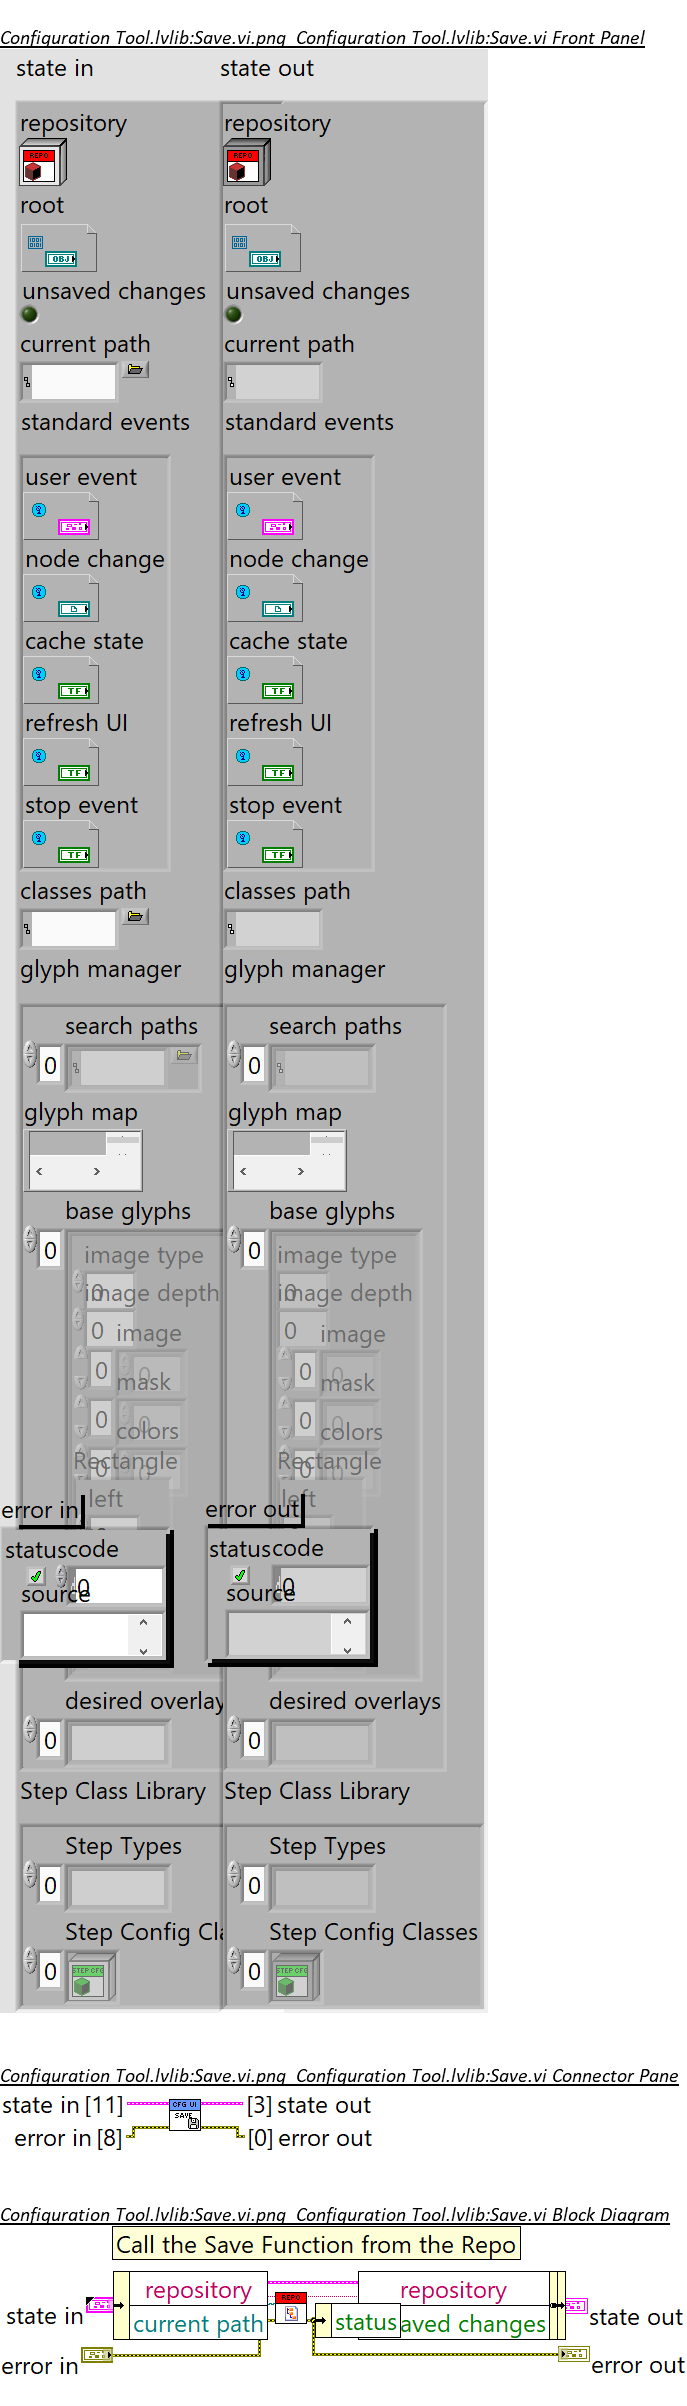 Configuration Tool.lvlib:Save.vi.png Configuration Tool.lvlib:Save.vi Front Panel
state in state out
repository repository
REPO REPO
root root
OBJ OBJ
unsaved changes unsaved changes
current path current path
standard events standard events
user event user event
node change node change
cache state cache state
TF TF
refresh UI refresh UI
TF TF
stop event stop event
TF TF
classes path classes path
glyph manager glyph manager
search paths search paths
0 0
glyph map glyph map
base glyphs base glyphs
0 0
image type image type
0 0
image depth image depth
0 0
image image
0 0 0 0
mask mask
0 0 0 0
colors colors
0 0 0 0
Rectangle Rectangle
left left
error in error out
status code status code
0 0
source source
desired overlay desired overlays
0 0
Step Class Library Step Class Library
Step Types Step Types
0 0
Step Config Cla Step Config Classes
0 STEP CFG 0 STEP CFG
Configuration Tool.lvlib:Save.vi.png Configuration Tool.lvlib:Save.vi Connector Pane
state in [11] CFG UI [3] state out
SAVE
error in [8] [0] error out
Configuration Tool.lvlib:Save.vi.png Configuration Tool.lvlib:Save.vi Block Diagram
Call the Save Function from the Repo
repository REPO repository
state in state out
current path status aved changes
error in error out